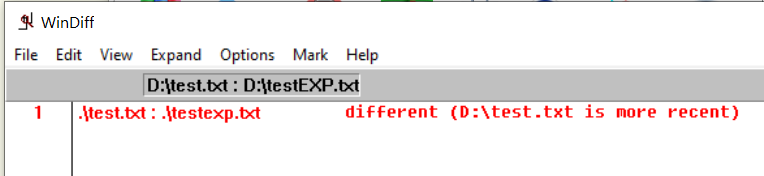 WinDiff
File Edit View Expand Options Mark Help
D:\test.txt : D:\testEXP.txt
1 .\test.txt : .\testexp.txt different (D:\test.txt is more recent)